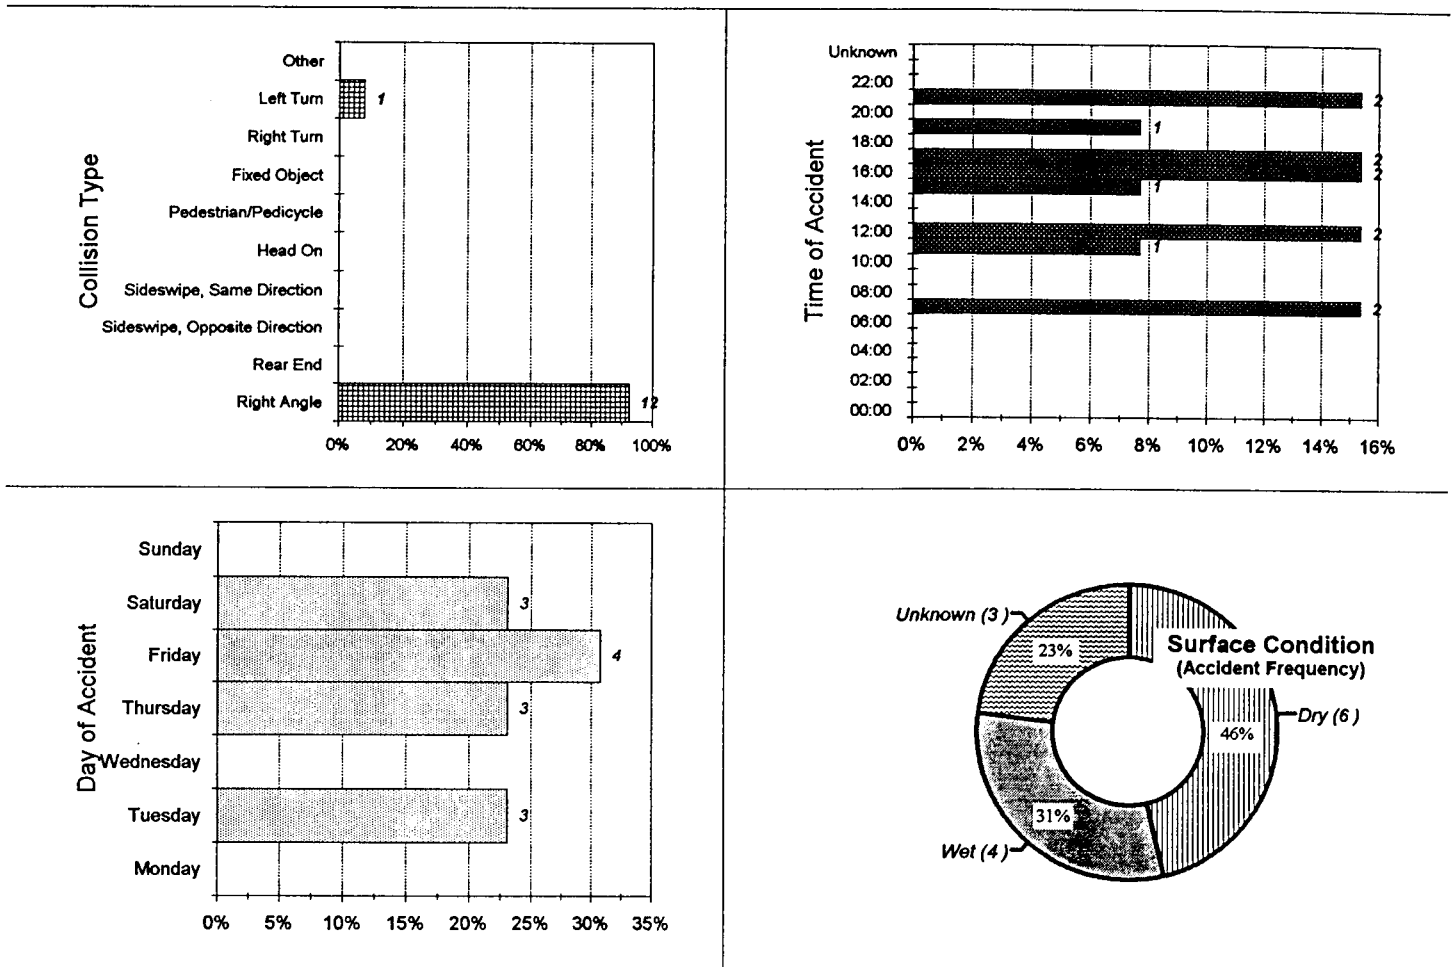 Collision Type
Other
Left Turn 1
Right Turn
Fixed Object
Pedestrian/Pedicycle
Head On
Sideswipe, Same Direction
Sideswipe, Opposite Direction
Rear End
Right Angle 12
0% 20% 40% 60% 80% 100%
Time of Accident
Unknown
22:00
2
20:00
1
18:00
2
16:00
2
1
14:00
12:00
2
1
10:00
08:00
2
06:00
04:00
02:00
00:00
0% 2% 4% 6% 8% 10% 12% 14% 16%
Day of Accident
Sunday
Saturday 3
Friday 4
Thursday 3
Wednesday
Tuesday 3
Monday
0% 5% 10% 15% 20% 25% 30% 35%
Surface Condition
(Accident Frequency)
Unknown (3 )
23%
Dry (6 )
46%
31%
Wet (4 )